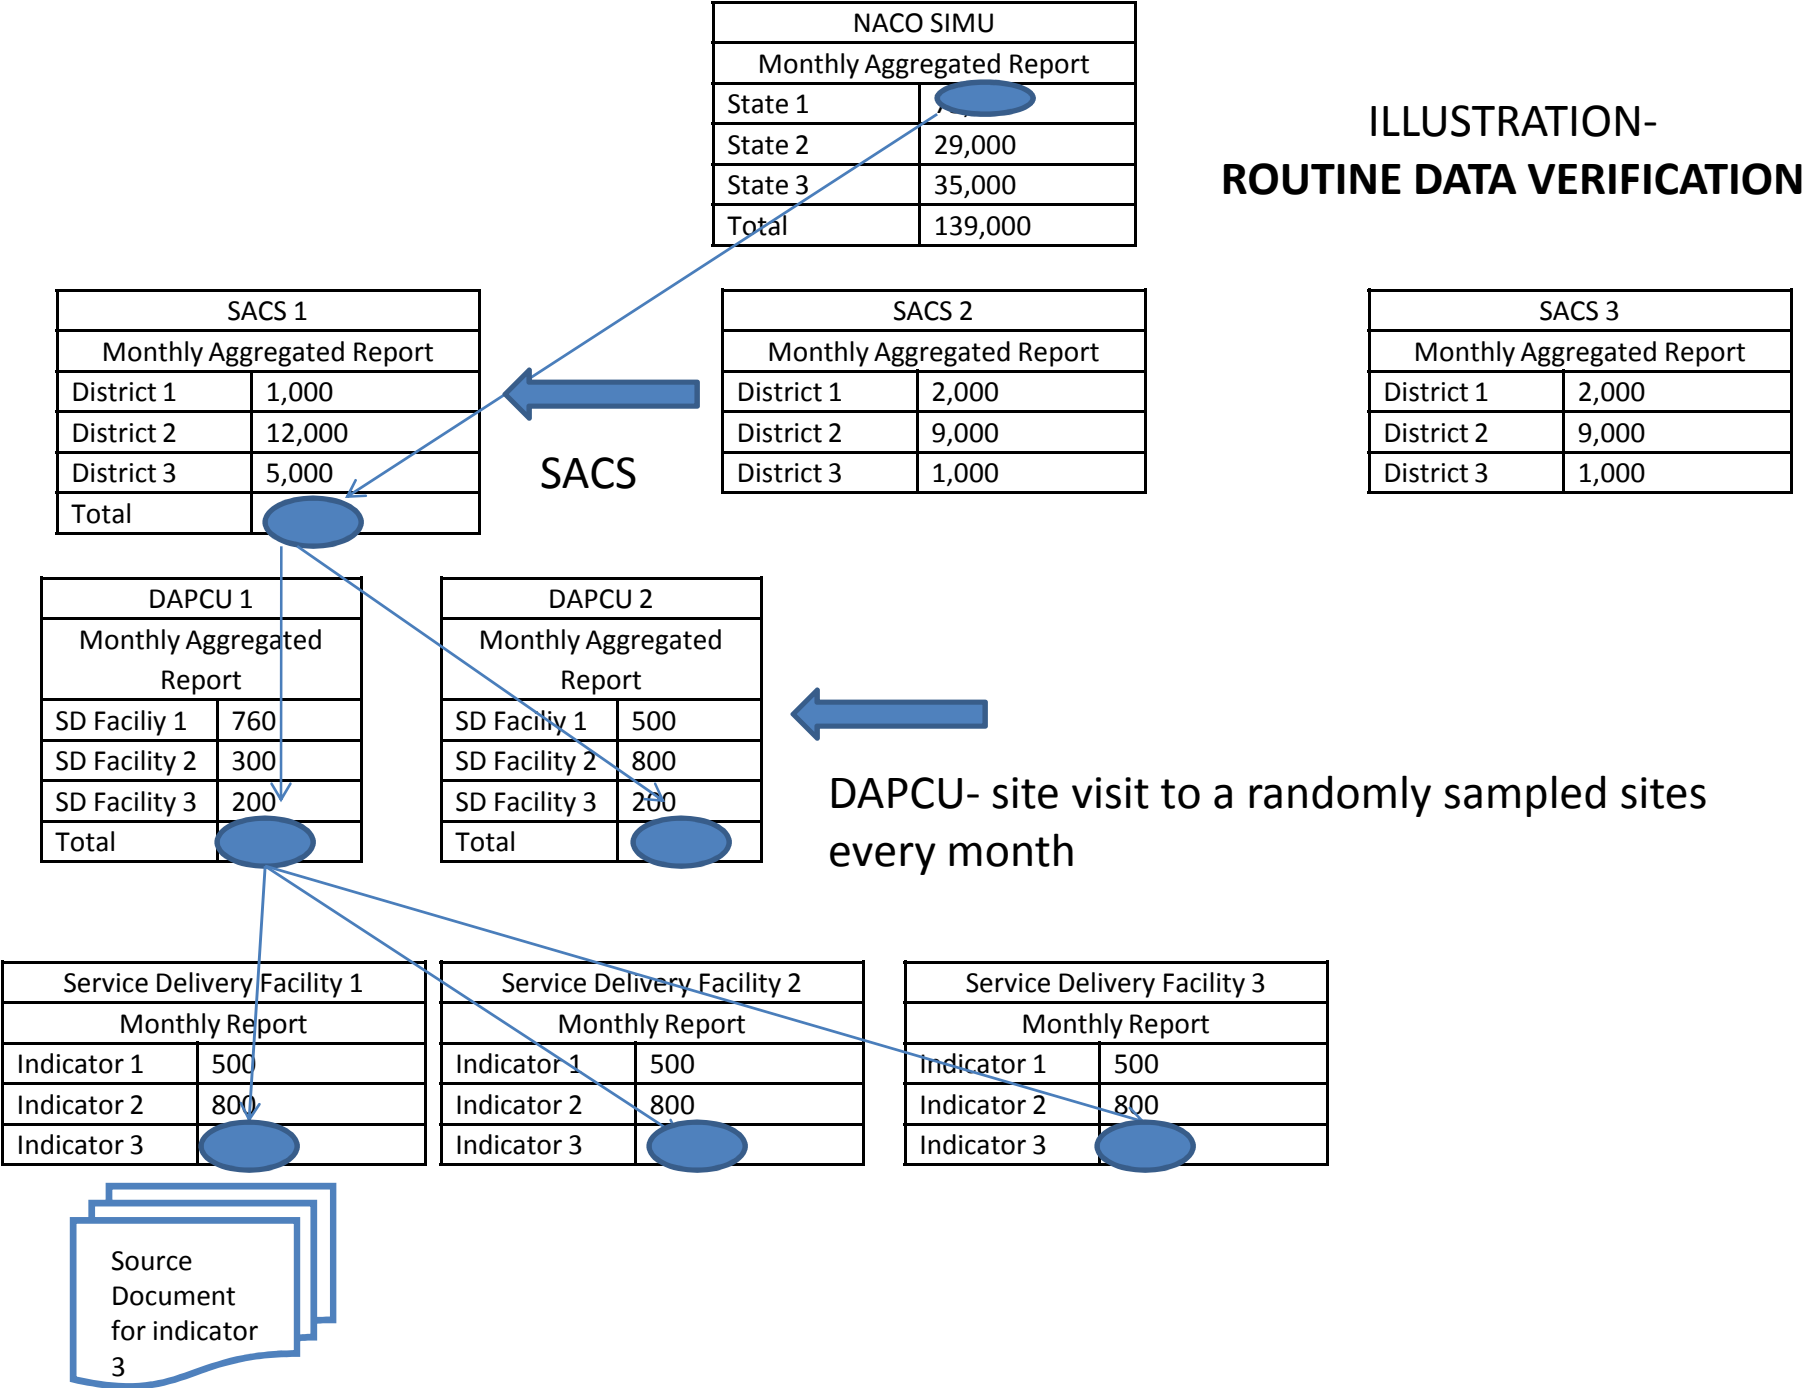 NACO SIMU
Monthly Aggregated Report
State 1
State 2 29,000
State 3 35,000
Total 139,000
ILLUSTRATION-
ROUTINE DATA VERIFICATION
SACS 1
Monthly Aggregated Report
District 1 1,000
District 2 12,000
District 3 5,000
Total
SACS
SACS 2
Monthly Aggregated Report
District 1 2,000
District 2 9,000
District 3 1,000
SACS 3
Monthly Aggregated Report
District 1 2,000
District 2 9,000
District 3 1,000
DAPCU 1
Monthly Aggregated
Report
SD Faciliy 1 760
SD Facility 2 300
SD Facility 3 200
Total
DAPCU 2
Monthly Aggregated
Report
SD Faciliy 1 500
SD Facility 2 800
SD Facility 3 200
Total
DAPCU- site visit to a randomly sampled sites
every month
Service Delivery Facility 1
Monthly Report
Indicator 1 500
Indicator 2 800
Indicator 3
Service Delivery Facility 2
Monthly Report
Indicator 1 500
Indicator 2 800
Indicator 3
Service Delivery Facility 3
Monthly Report
Indicator 1 500
Indicator 2 800
Indicator 3
Source
Document
for indicator
3